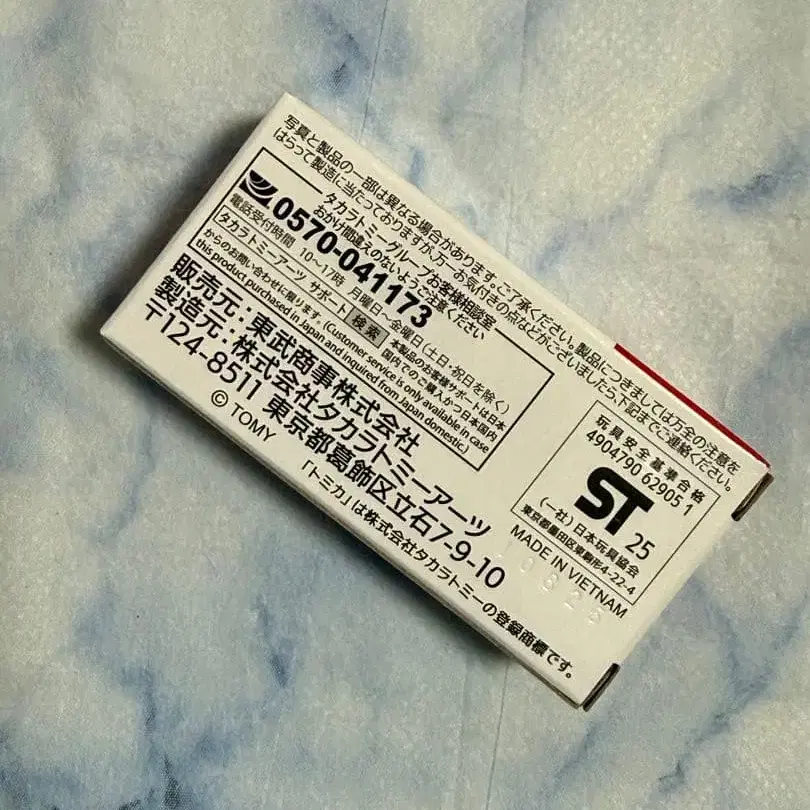 写真と製品の一部は異なる場合があります。ご了承ください。製品につきましては万全の注意を
はらって製造に当たっておりますが、万一お気付きの点などがございましたら、下記までご連絡ください。
タカラトミーグループお客様相談室
おかけ間違えのないようご注意ください
0570-041173
電話受付時間 10〜17時 月曜日〜金曜日(土日・祝日を除く)
タカラトミーアーツ サポート 検索
本製品のお客様サポートは日本
国内でのご購入かつ日本国内
からのお問い合わせに限ります。(Customer service is only available in case
this product purchased in Japan and inquired from Japan domestic.)
販売元:東武商事株式会社
製造元:株式会社タカラトミーアーツ
〒124-8511 東京都葛飾区立石7-9-10
© TOMY
「トミカ」は株式会社タカラトミーの登録商標です。
玩具安全基準合格
4904790 62905 1
ST 25
(一社)日本玩具協会
東京都墨田区東駒形4-22-4
MADE IN VIETNAM